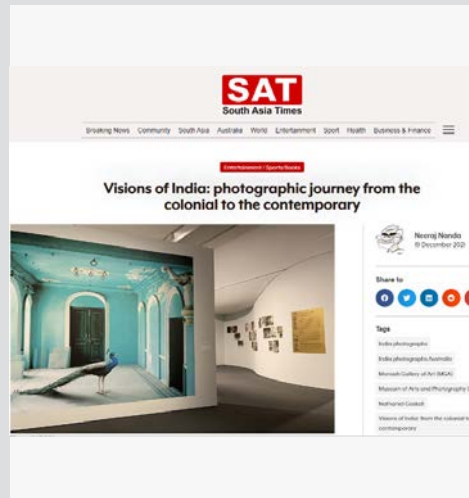 SAT
South Asia Times
Breaking News Community South Asia Australia World Entertainment Sport Health Business & Finance
Entertainment / Sports/Books
Visions of India: photographic journey from the
colonial to the contemporary
Neeraj Nanda
December 2021
Share to
Tags
India photographs
India photographs Australia
Monash Gallery of Art (MGA)
Museum of Arts and Photography
Nathaniel Gaskell
Visions of India: from the colonial to
contemporary